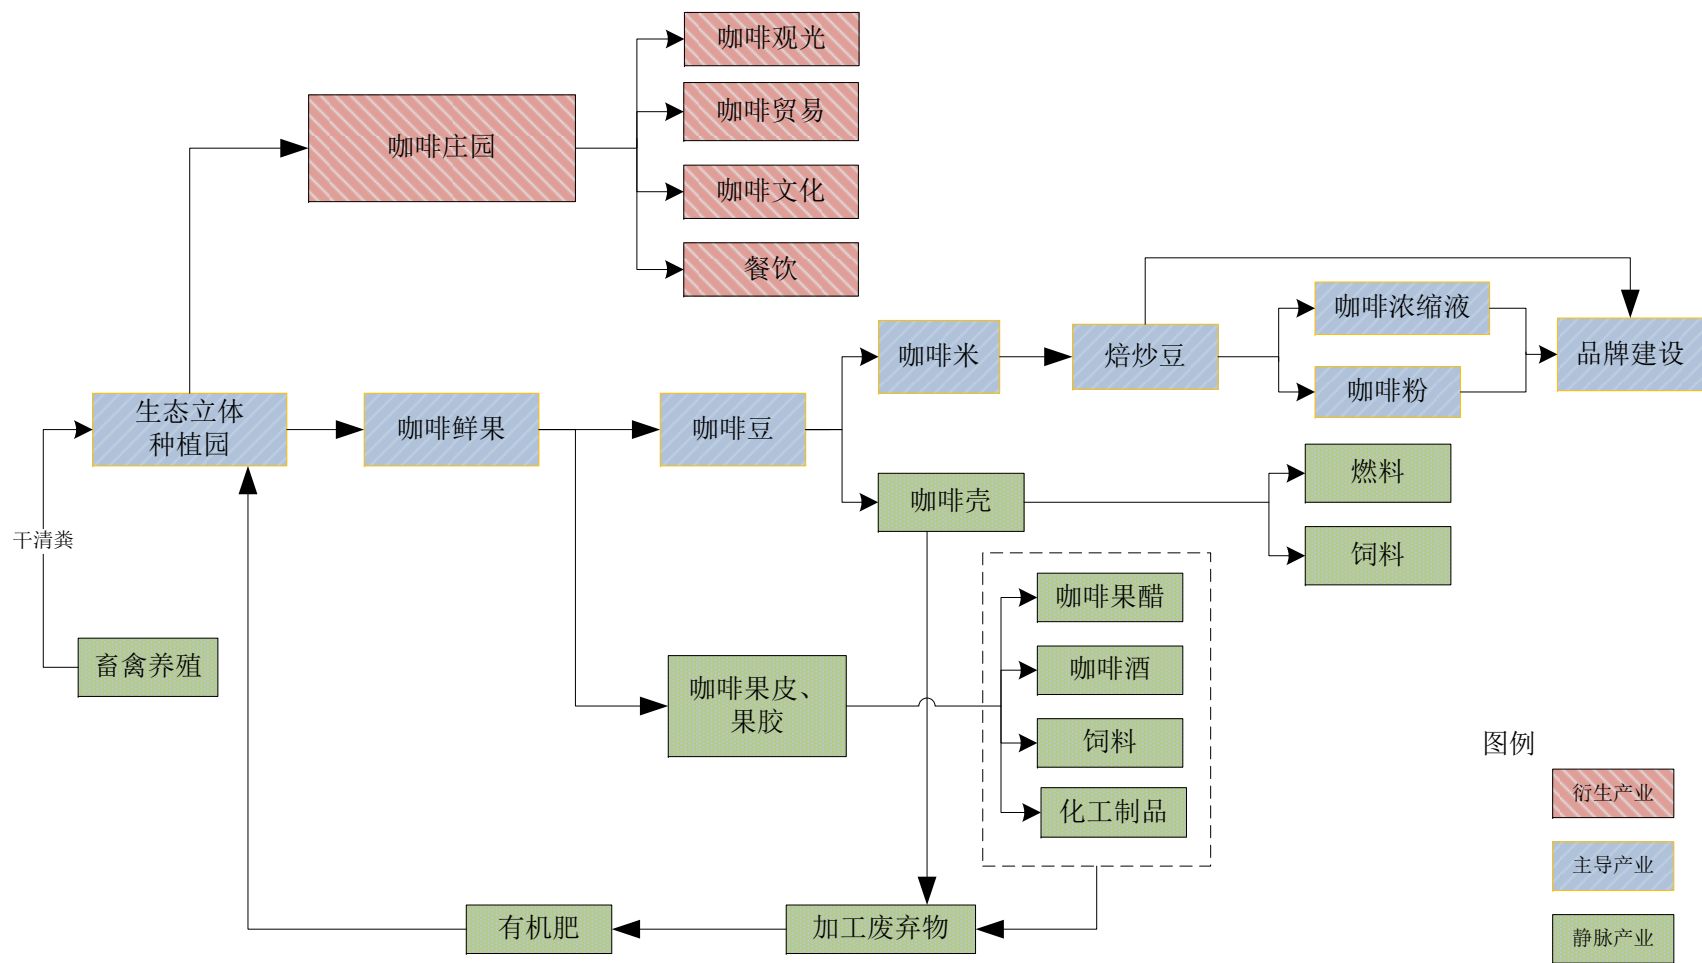 咖啡观光
咖啡贸易
咖啡庄园
咖啡文化
餐饮
咖啡浓缩液
咖啡米
焙炒豆
品牌建设
咖啡粉
生态立体
种植园
咖啡鲜果
咖啡豆
燃料
咖啡壳
干清粪
饲料
咖啡果醋
畜禽养殖
咖啡酒
咖啡果皮、
果胶
饲料
图例
化工制品
衍生产业
主导产业
有机肥
加工废弃物
静脉产业